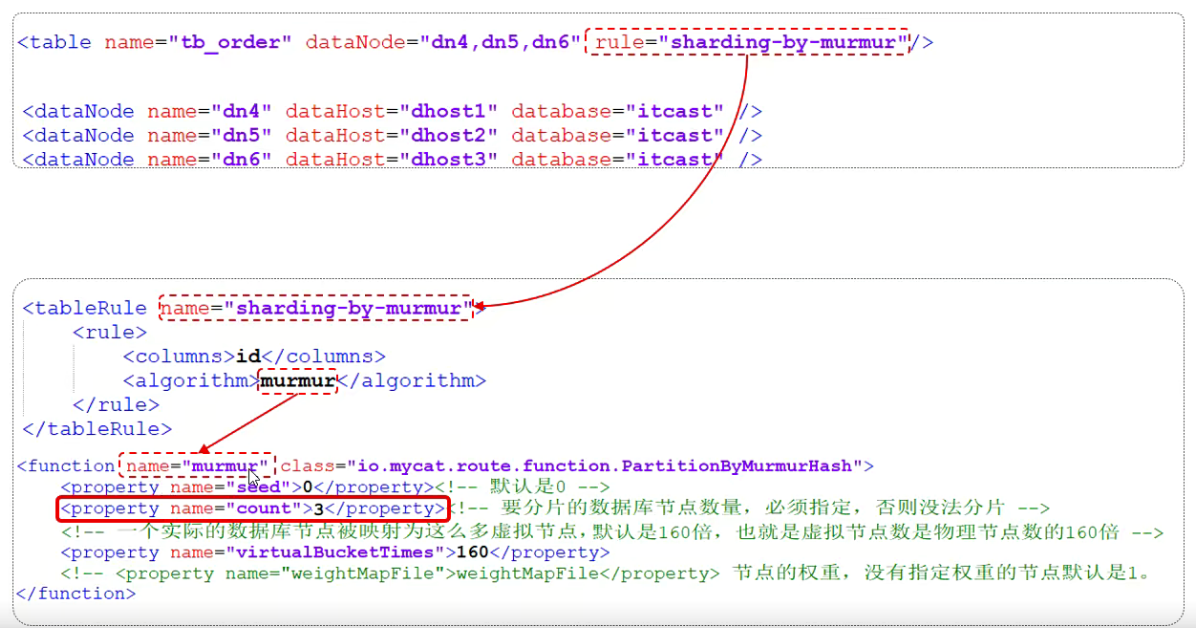 <table name="tb_order" dataNode="dn4,dn5,dn6" rule="sharding-by-murmur"/>
<dataNode name="dn4" dataHost="dhost1" database="itcast" />
<dataNode name="dn5" dataHost="dhost2" database="itcast" />
<dataNode name="dn6" dataHost="dhost3" database="itcast" />
<tableRule name="sharding-by-murmur">
<rule>
<columns>id</columns>
<algorithm>murmur</algorithm>
</rule>
</tableRule>
<function name="murmur" class="io.mycat.route.function.PartitionByMurmurHash">
<property name="seed">0</property><!-- 默认是0 -->
<property name="count">3</property><!-- 要分片的数据库节点数量，必须指定，否则没法分片 -->
<!-- 一个实际的数据库节点被映射为这么多虚拟节点，默认是160倍，也就是虚拟节点数是物理节点数的160倍 -->
<property name="virtualBucketTimes">160</property>
<!-- <property name="weightMapFile">weightMapFile</property> 节点的权重，没有指定权重的节点默认是1。
</function>